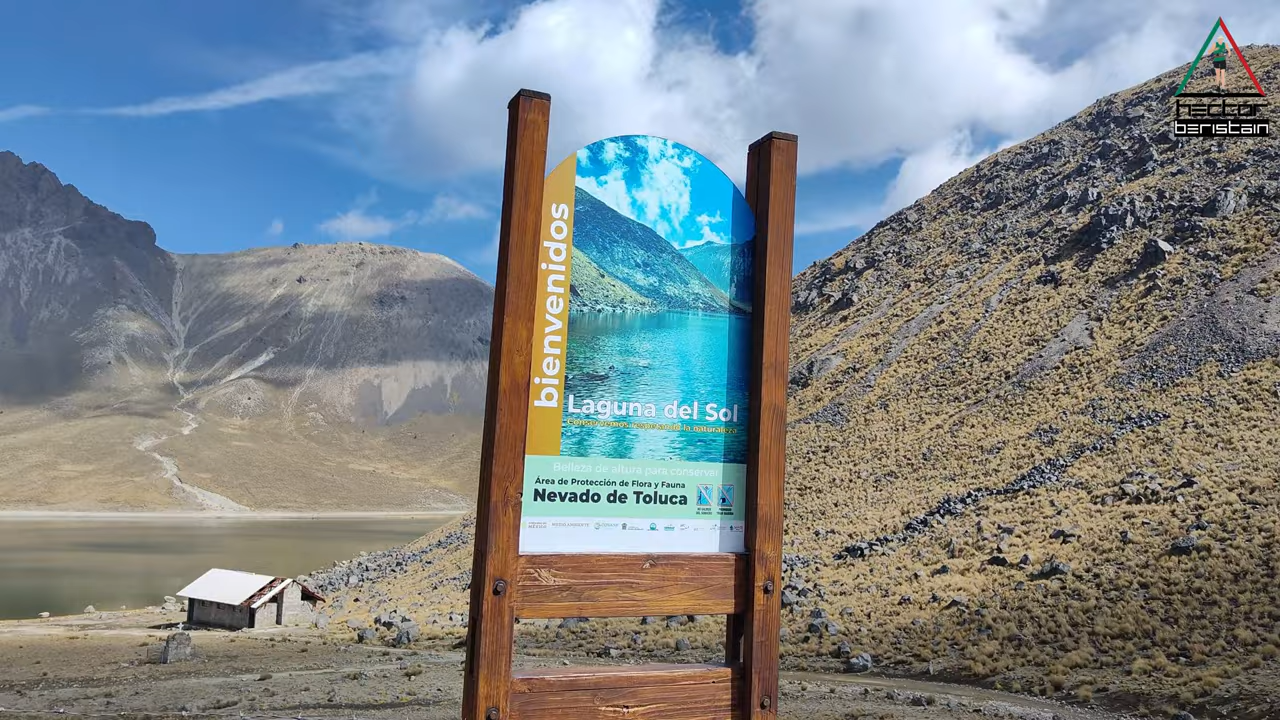 hector
beristain
bienvenidos
Laguna del Sol
Conservemos respetando la naturaleza
Belleza de altura para conservar
Área de Protección de Flora y Fauna
Nevado de Toluca